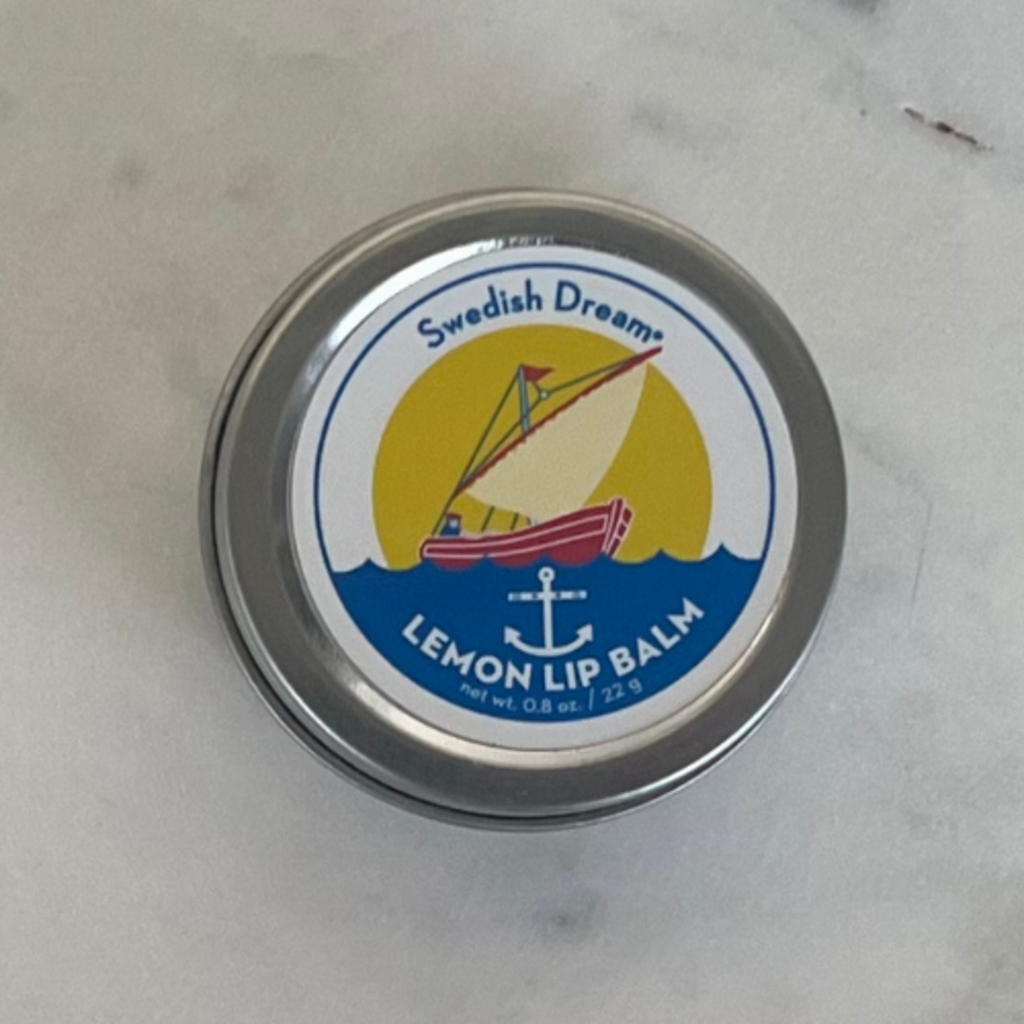 Swedish Dream®
LEMON LIP BALM
net wt. 0.8 oz. / 22 g